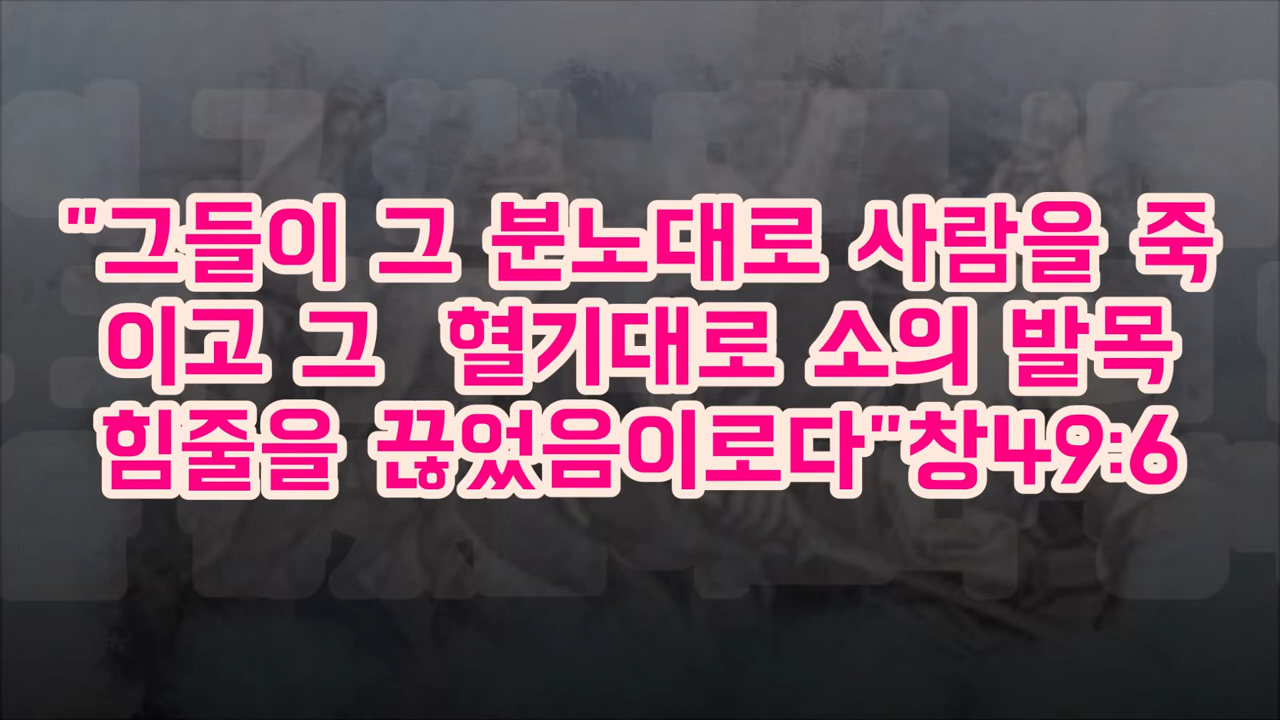 "그들이 그 분노대로 사람을 죽
이고 그  혈기대로 소의 발목
힘줄을 끊었음이로다"창49:6